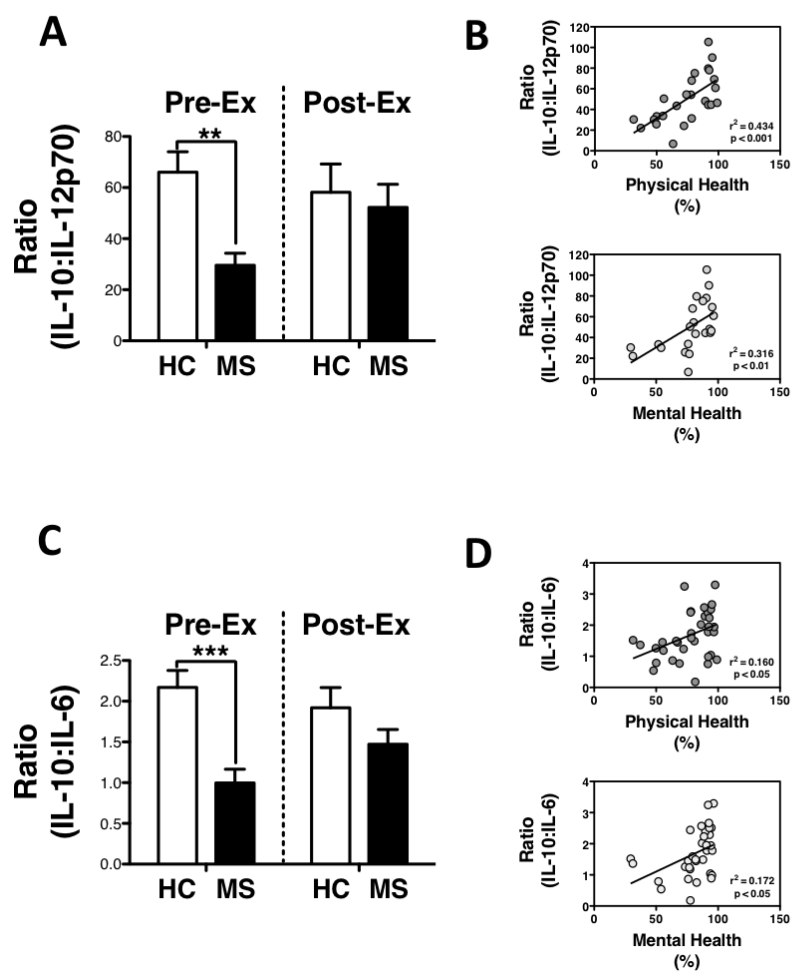 A
Pre-Ex Post-Ex
**
Ratio
(IL-10:IL-12p70)
80
60
40
20
0
HC MS HC MS
B
Ratio
(IL-10:IL-12p70)
120
100
80
60
40
20
0
r² = 0.434
p < 0.001
0 50 100 150
Physical Health
(%)
Ratio
(IL-10:IL-12p70)
120
100
80
60
40
20
0
r² = 0.316
p < 0.01
0 50 100 150
Mental Health
(%)
C
Pre-Ex Post-Ex
***
Ratio
(IL-10:IL-6)
2.5
2.0
1.5
1.0
0.5
0.0
HC MS HC MS
D
Ratio
(IL-10:IL-6)
4
3
2
1
0
r² = 0.160
p < 0.05
0 50 100 150
Physical Health
(%)
Ratio
(IL-10:IL-6)
4
3
2
1
0
r² = 0.172
p < 0.05
0 50 100 150
Mental Health
(%)